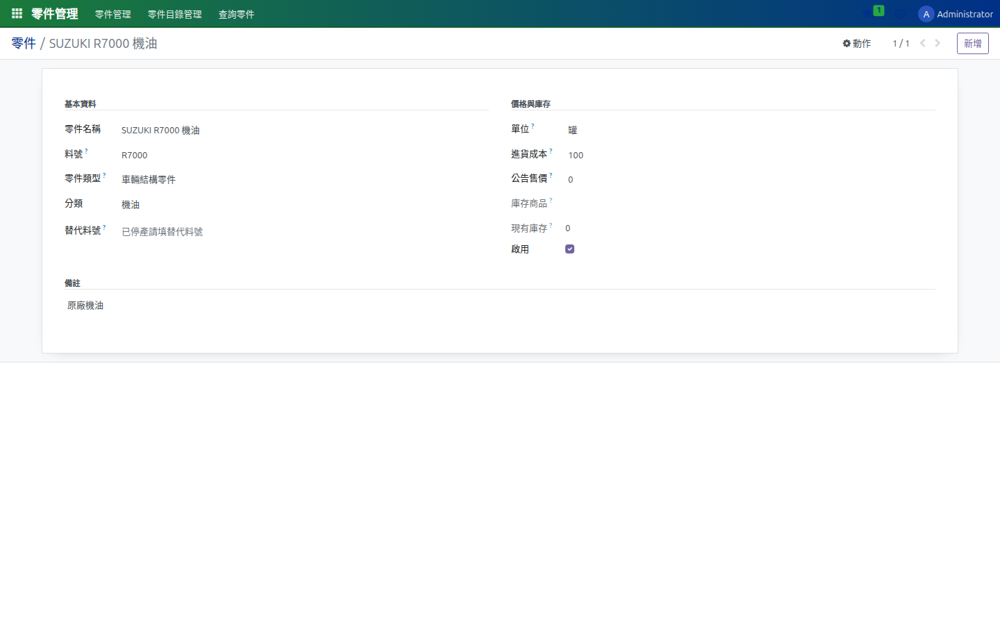 零件管理 零件管理 零件目錄管理 查詢零件 1 A Administrator
零件 / SUZUKI R7000 機油 動作 1 / 1 新增
基本資料
零件名稱 SUZUKI R7000 機油
料號 ? R7000
零件類型 ? 車輛結構零件
分類 機油
替代料號 ? 已停產請填替代料號
價格與庫存
單位 ? 罐
進貨成本 ? 100
公告售價 ? 0
庫存商品 ?
現有庫存 ? 0
啟用
備註
原廠機油